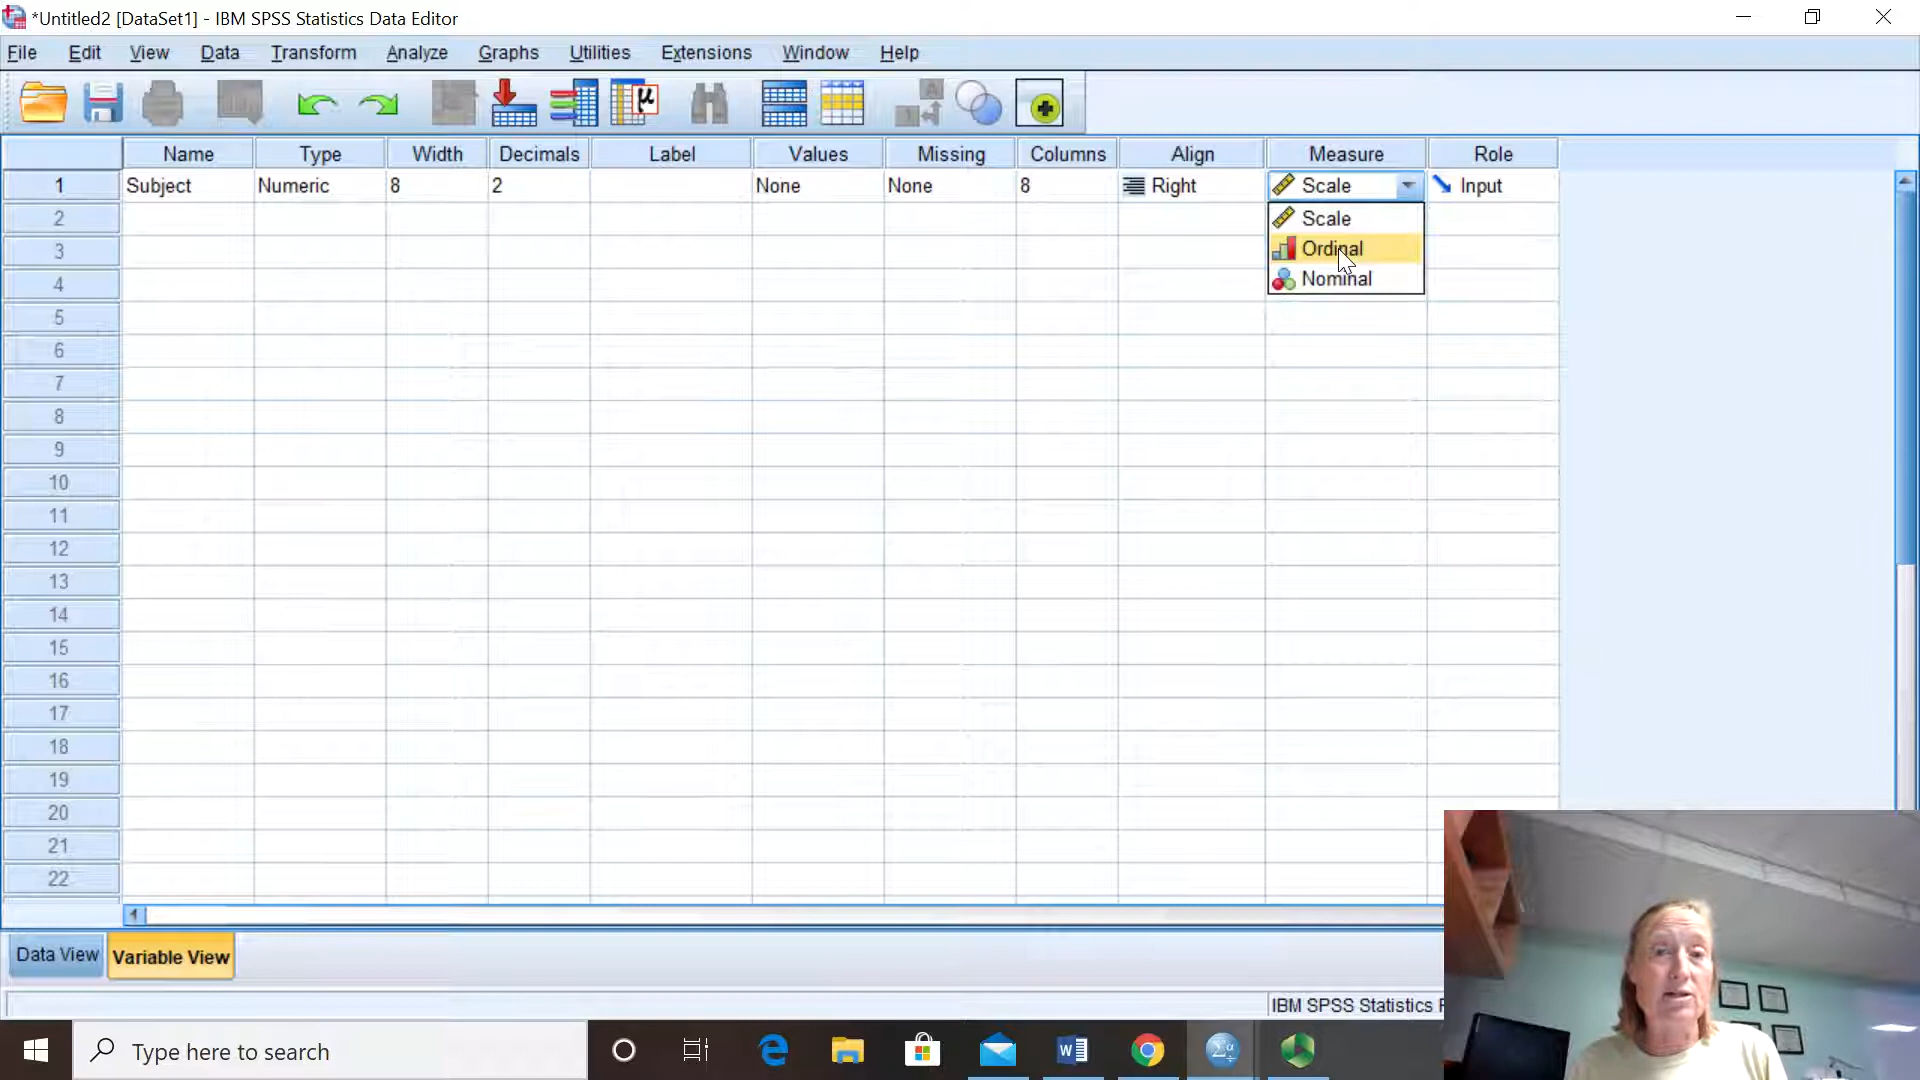 *Untitled2 [DataSet1] - IBM SPSS Statistics Data Editor
File Edit View Data Transform Analyze Graphs Utilities Extensions Window Help
Name Type Width Decimals Label Values Missing Columns Align Measure Role
1 Subject Numeric 8 2 None None 8 Right Scale Input
2 Scale
3 Ordinal
4 Nominal
5
6
7
8
9
10
11
12
13
14
15
16
17
18
19
20
21
22
Data View Variable View
IBM SPSS Statistics
Type here to search